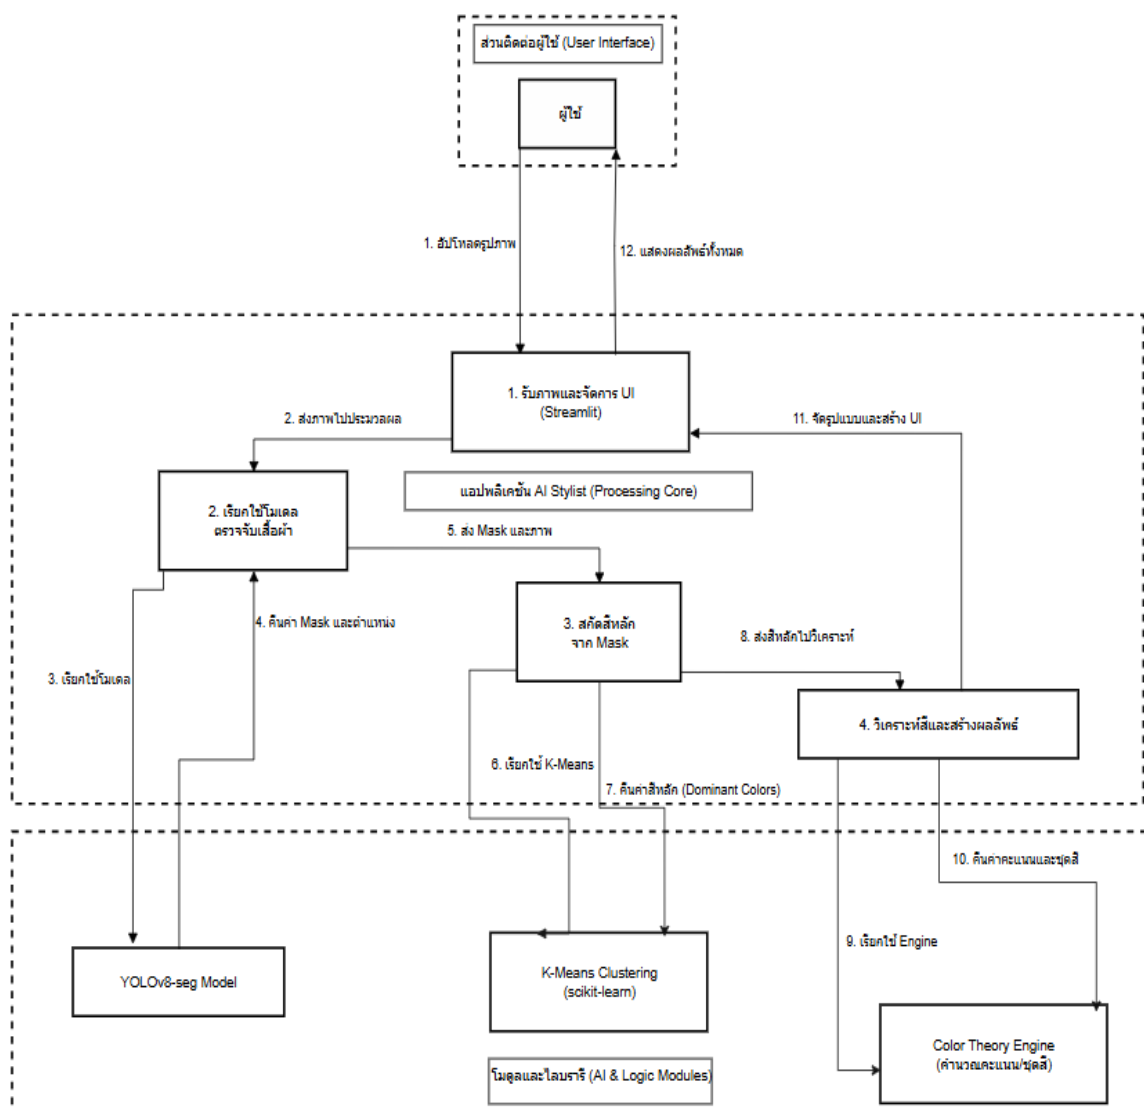 ส่วนติดต่อผู้ใช้ (User Interface)
ผู้ใช้
1. อัปโหลดรูปภาพ
12. แสดงผลลัพธ์ทั้งหมด
1. รับภาพและจัดการ UI
(Streamlit)
2. ส่งภาพไปประมวลผล
11. จัดรูปแบบและสร้าง UI
แอปพลิเคชัน AI Stylist (Processing Core)
2. เรียกใช้โมเดล
ตรวจจับเสื้อผ้า
5. ส่ง Mask และภาพ
3. สกัดสีหลัก
จาก Mask
4. คืนค่า Mask และตำแหน่ง
8. ส่งสีหลักไปวิเคราะห์
3. เรียกใช้โมเดล
4. วิเคราะห์สีและสร้างผลลัพธ์
6. เรียกใช้ K-Means
7. คืนค่าสีหลัก (Dominant Colors)
10. คืนค่าคะแนนและชุดสี
9. เรียกใช้ Engine
YOLOv8-seg Model
K-Means Clustering
(scikit-learn)
Color Theory Engine
(คำนวณคะแนน/ชุดสี)
โมดูลและไลบรารี (AI & Logic Modules)